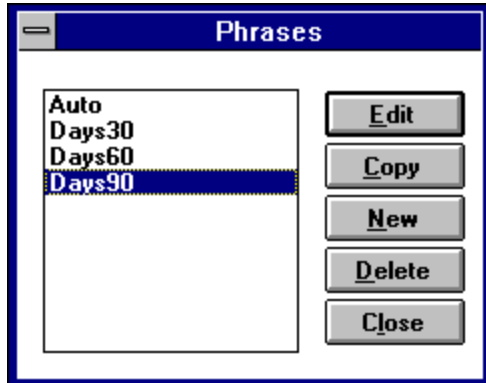 Phrases
Auto
Days30
Days60
Days90
Edit
Copy
New
Delete
Close